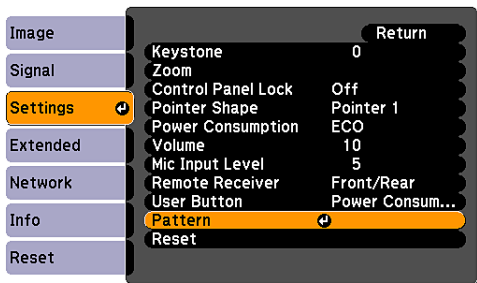 Image
Signal
Settings
Extended
Network
Info
Reset
Return
Keystone 0
Zoom
Control Panel Lock Off
Pointer Shape Pointer 1
Power Consumption ECO
Volume 10
Mic Input Level 5
Remote Receiver Front/Rear
User Button Power Consum...
Pattern
Reset